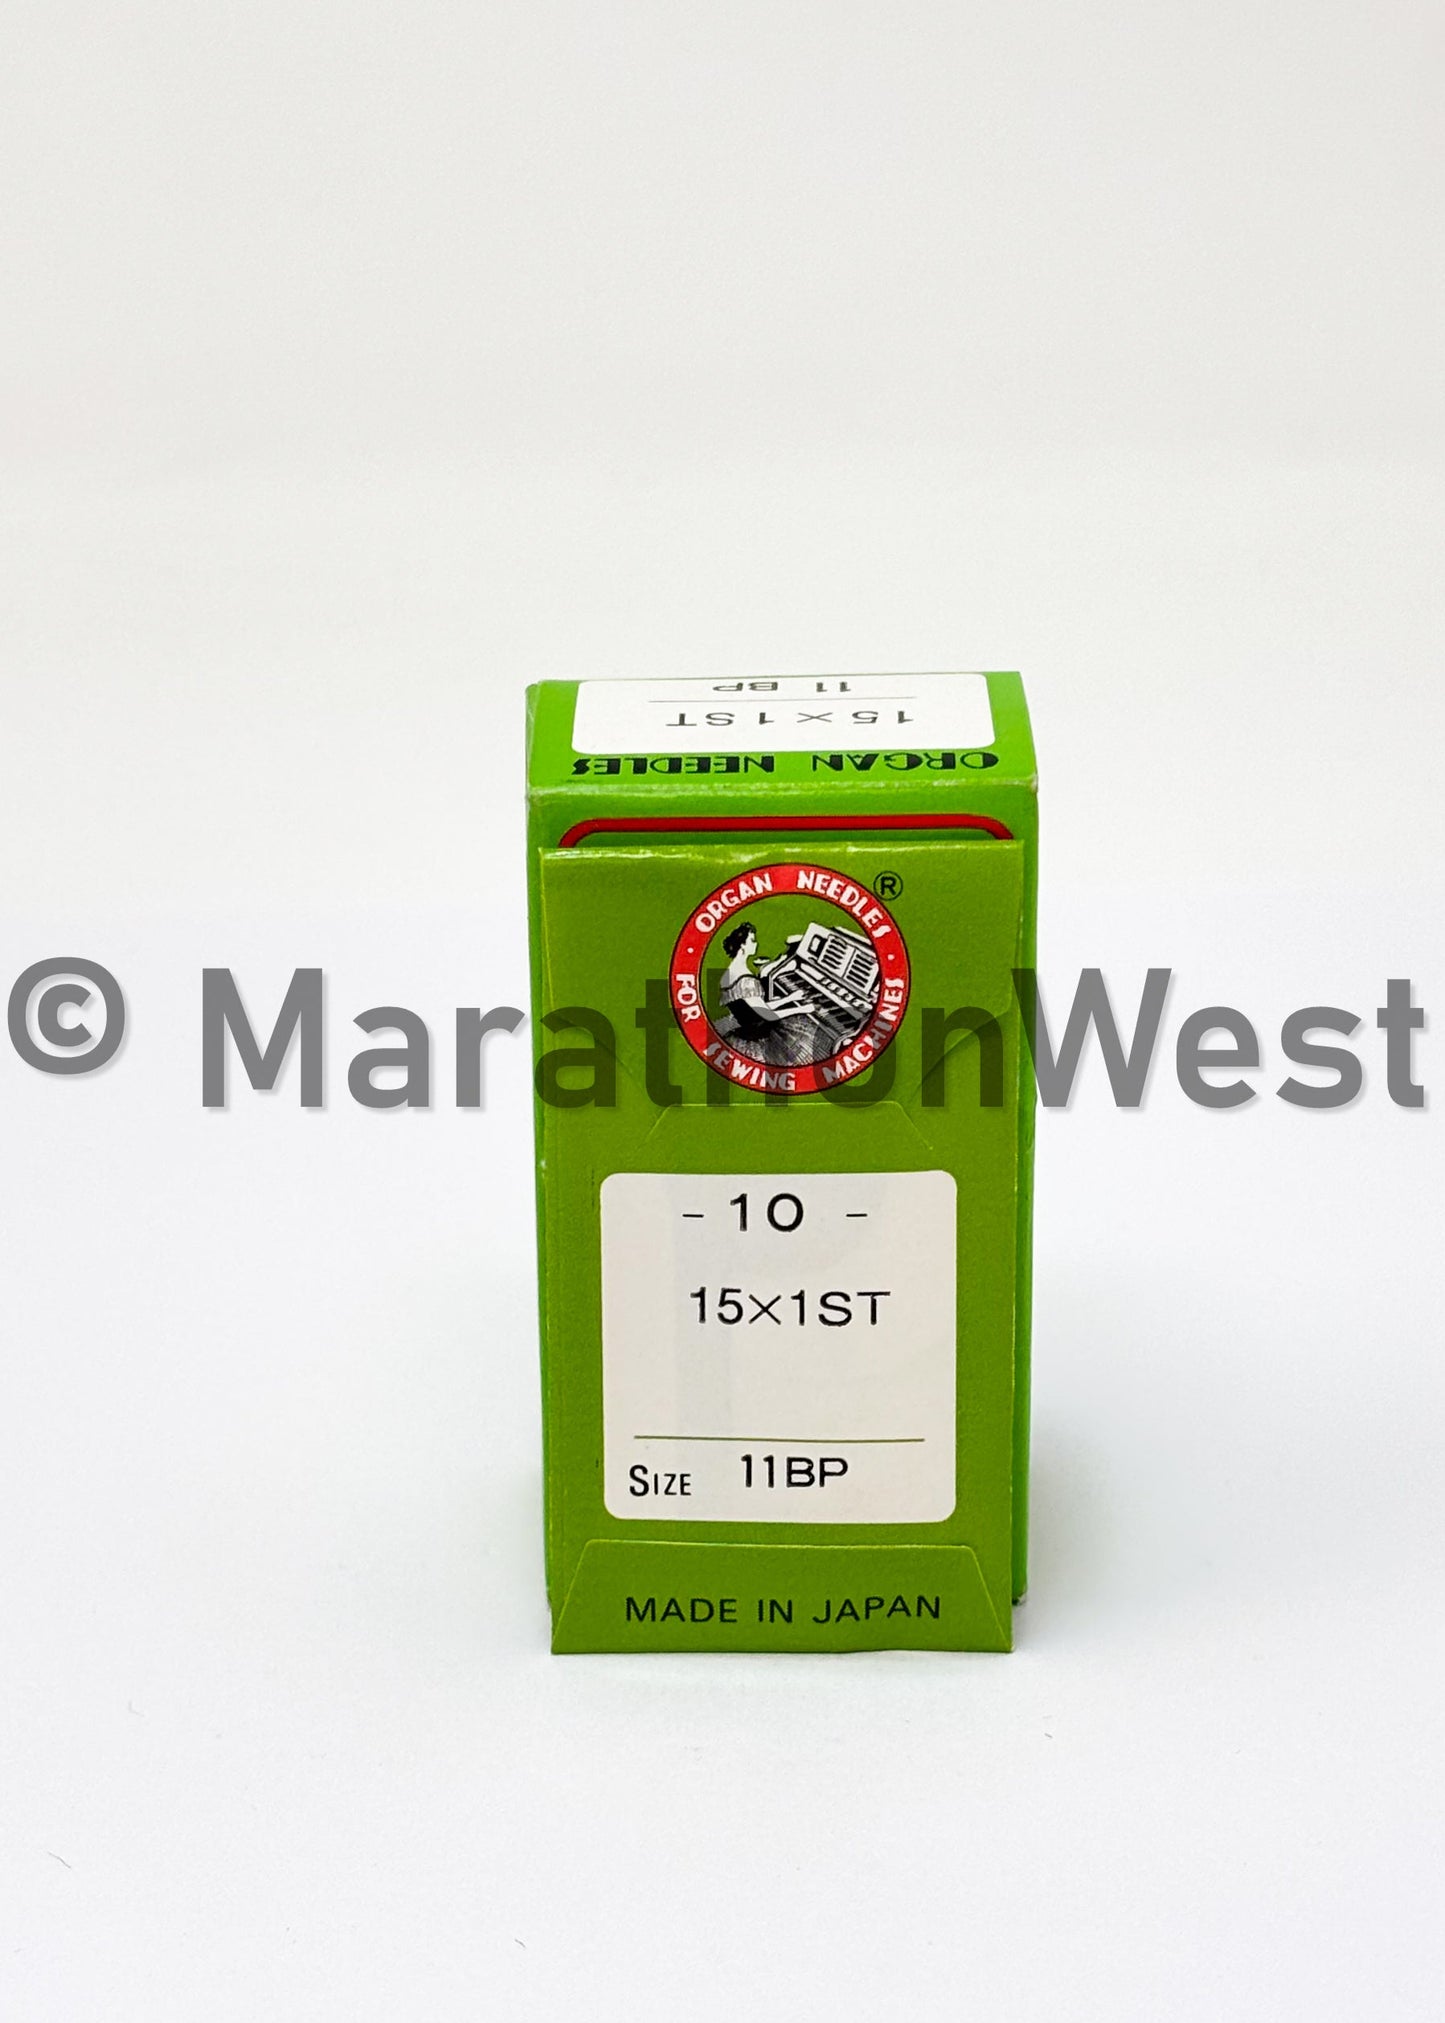 11 BP
15×1ST
ORGAN NEEDLES
· ORGAN NEEDLES · FOR SEWING MACHINES
®
© MarathonWest
- 10 -
15×1ST
SIZE 11BP
MADE IN JAPAN